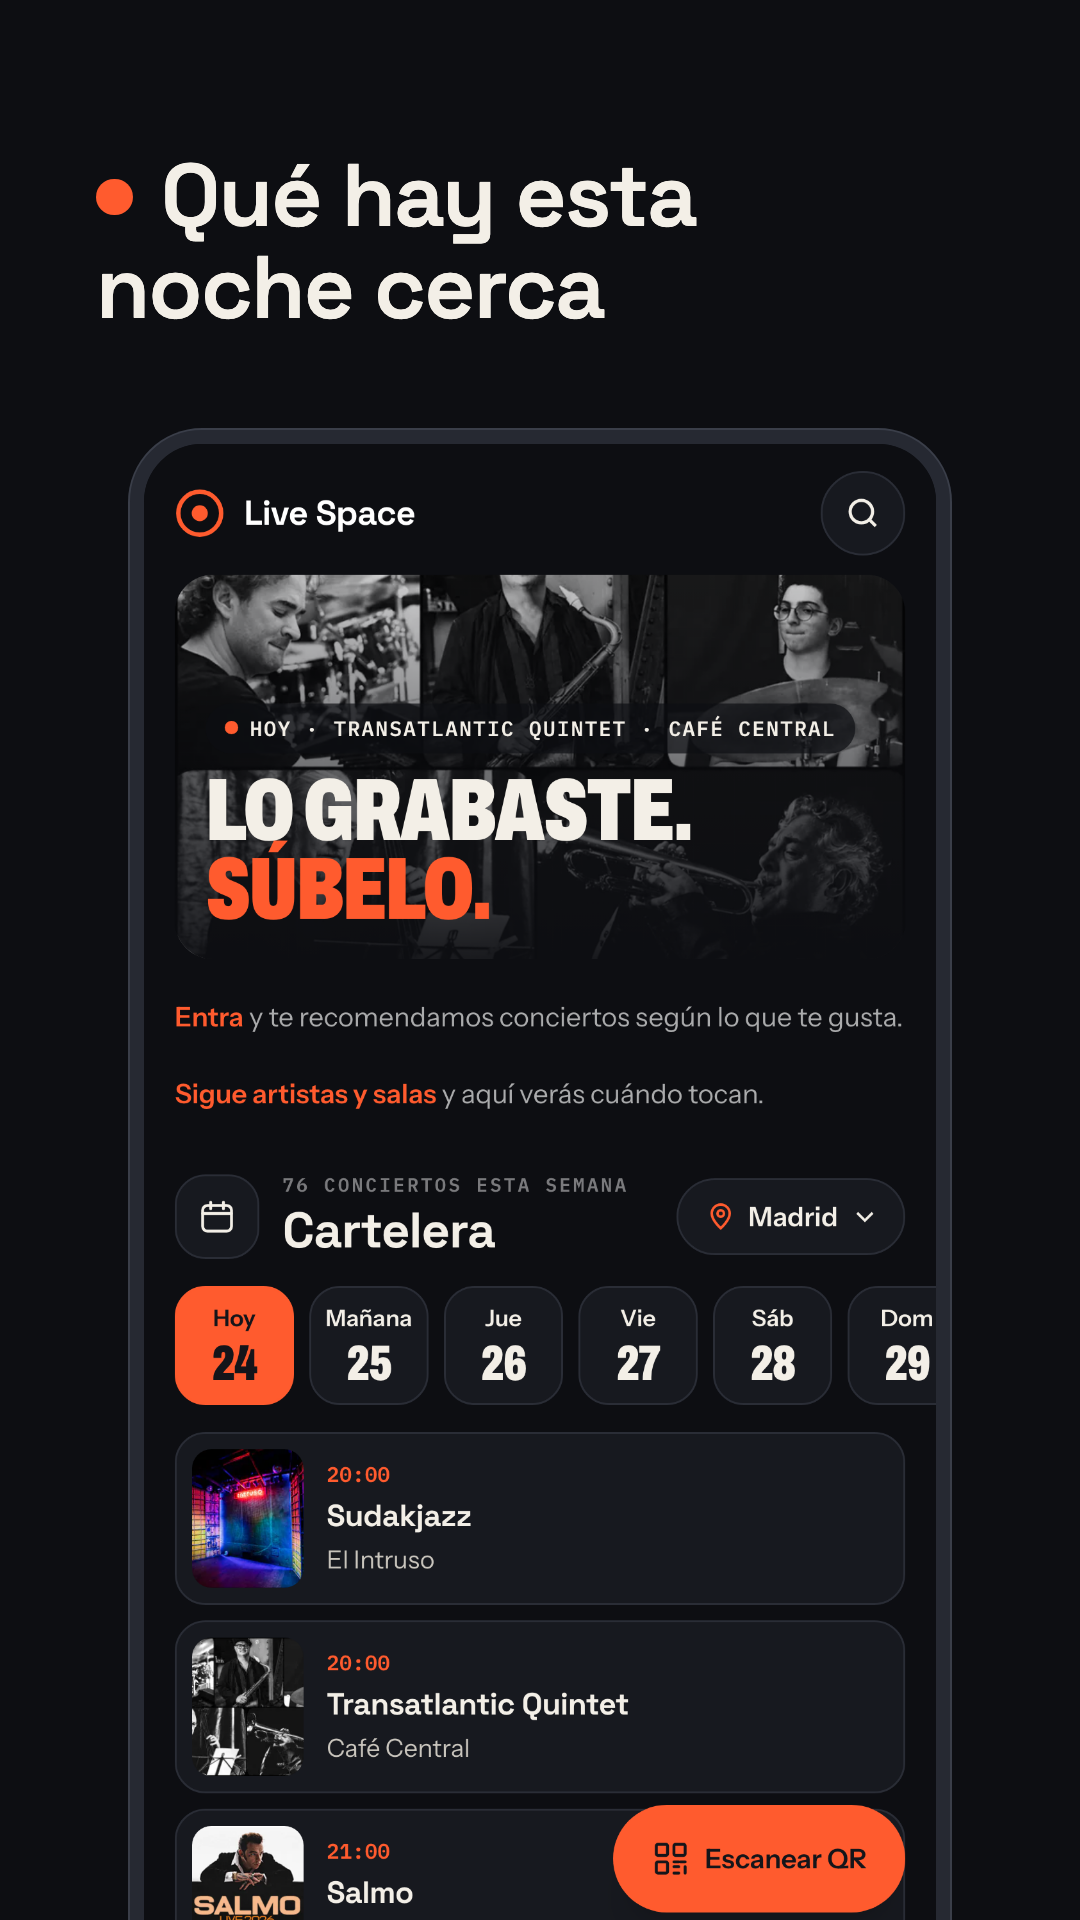 Qué hay esta
noche cerca
Live Space
HOY · TRANSATLANTIC QUINTET · CAFÉ CENTRAL
LO GRABASTE.
SÚBELO.
Entra y te recomendamos conciertos según lo que te gusta.
Sigue artistas y salas y aquí verás cuándo tocan.
76 CONCIERTOS ESTA SEMANA
Cartelera
Madrid
Hoy
24
Mañana
25
Jue
26
Vie
27
Sáb
28
Dom
29
INTRUSO
20:00
Sudakjazz
El Intruso
20:00
Transatlantic Quintet
Café Central
SALMO
LIVE 2026
21:00
Salmo
Escanear QR